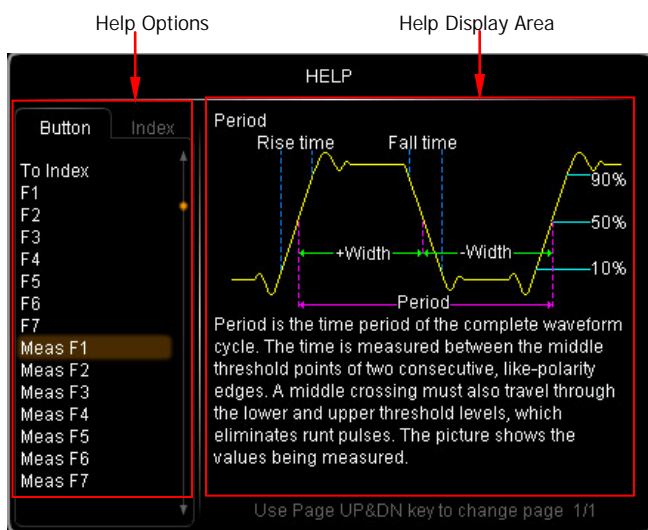 Help Options
Help Display Area
HELP
Button
Index
To Index
F1
F2
F3
F4
F5
F6
F7
Meas F1
Meas F2
Meas F3
Meas F4
Meas F5
Meas F6
Meas F7
Period
Rise time
Fall time
90%
50%
+Width
-Width
10%
Period
Period is the time period of the complete waveform
cycle. The time is measured between the middle
threshold points of two consecutive, like-polarity
edges. A middle crossing must also travel through
the lower and upper threshold levels, which
eliminates runt pulses. The picture shows the
values being measured.
Use Page UP&DN key to change page 1/1